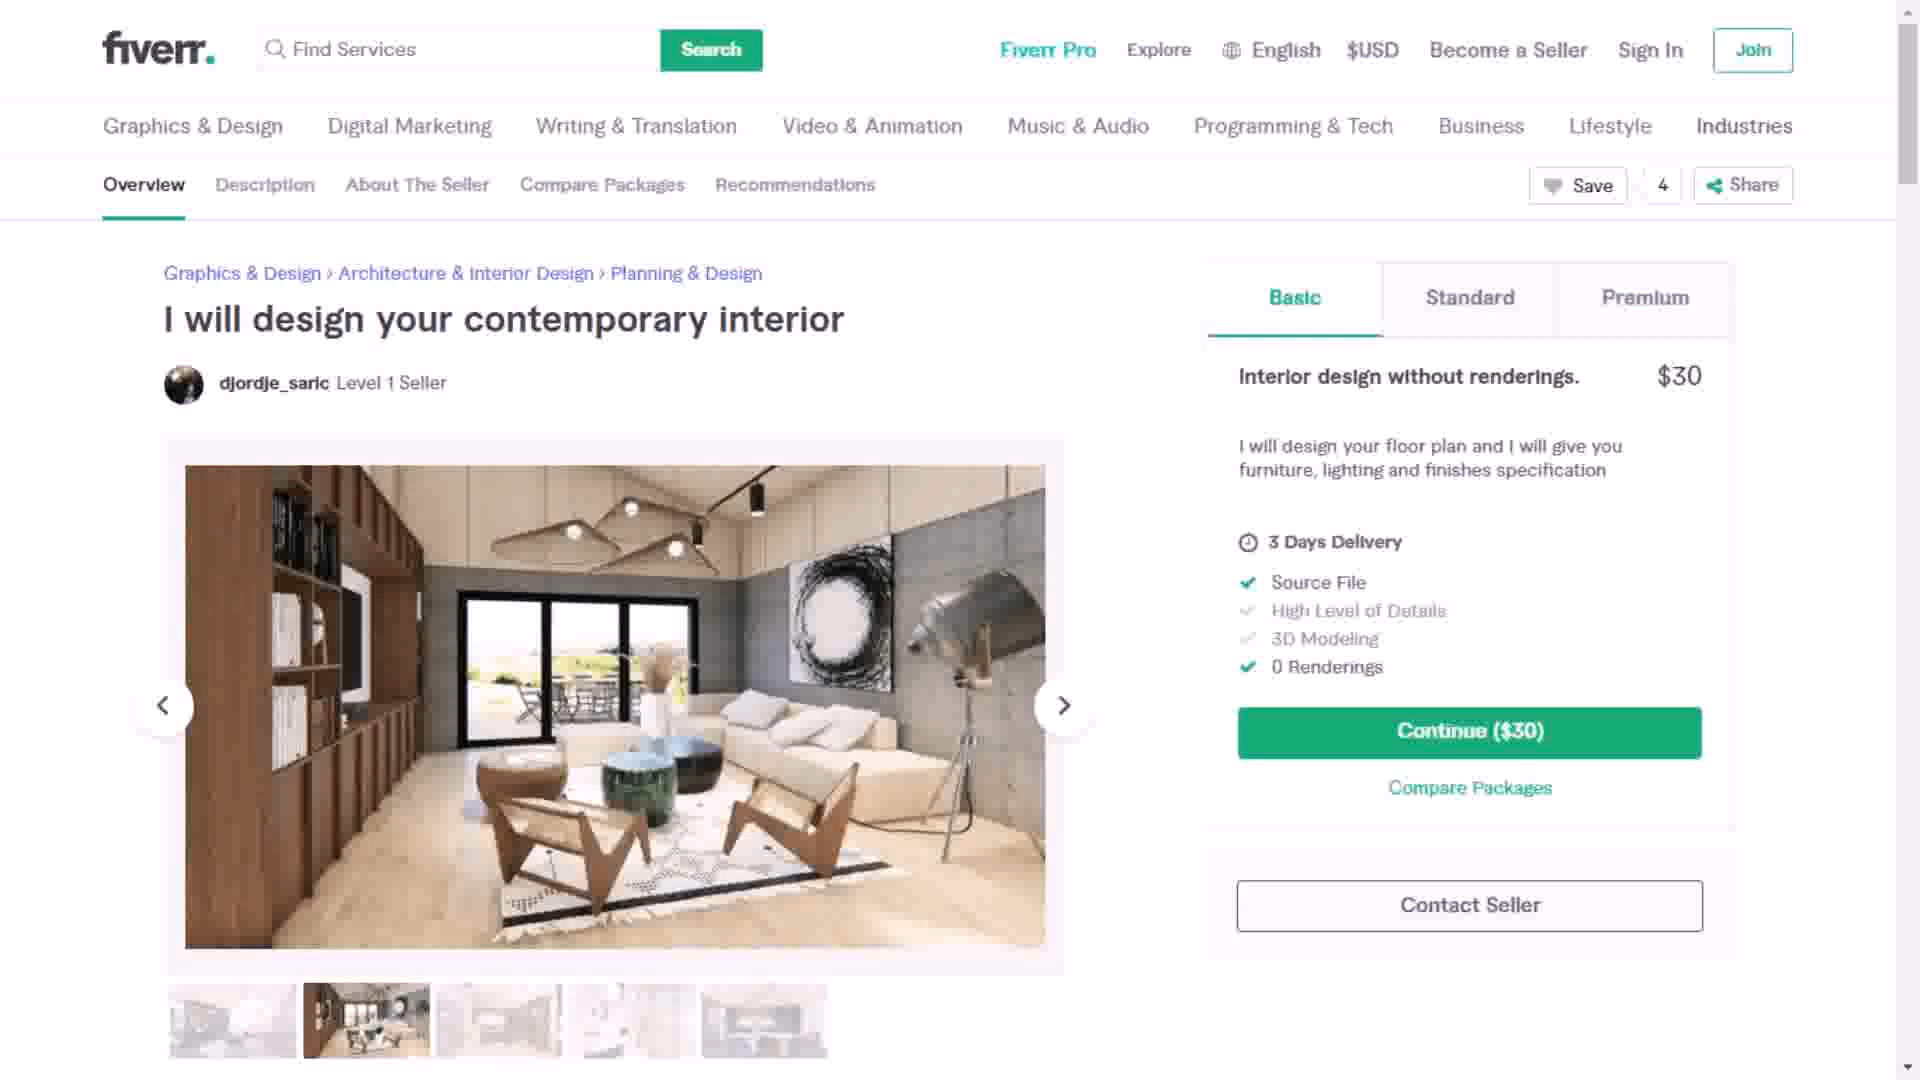 fiverr.
Find Services
Search
Fiverr Pro
Explore
English
$USD
Become a Seller
Sign In
Join
Graphics & Design
Digital Marketing
Writing & Translation
Video & Animation
Music & Audio
Programming & Tech
Business
Lifestyle
Industries
Overview
Description
About The Seller
Compare Packages
Recommendations
Save
4
Share
Graphics & Design › Architecture & Interior Design › Planning & Design
I will design your contemporary interior
djordje_saric Level 1 Seller
Basic
Standard
Premium
Interior design without renderings.
$30
I will design your floor plan and I will give you
furniture, lighting and finishes specification
3 Days Delivery
Source File
High Level of Details
3D Modeling
0 Renderings
Continue ($30)
Compare Packages
Contact Seller